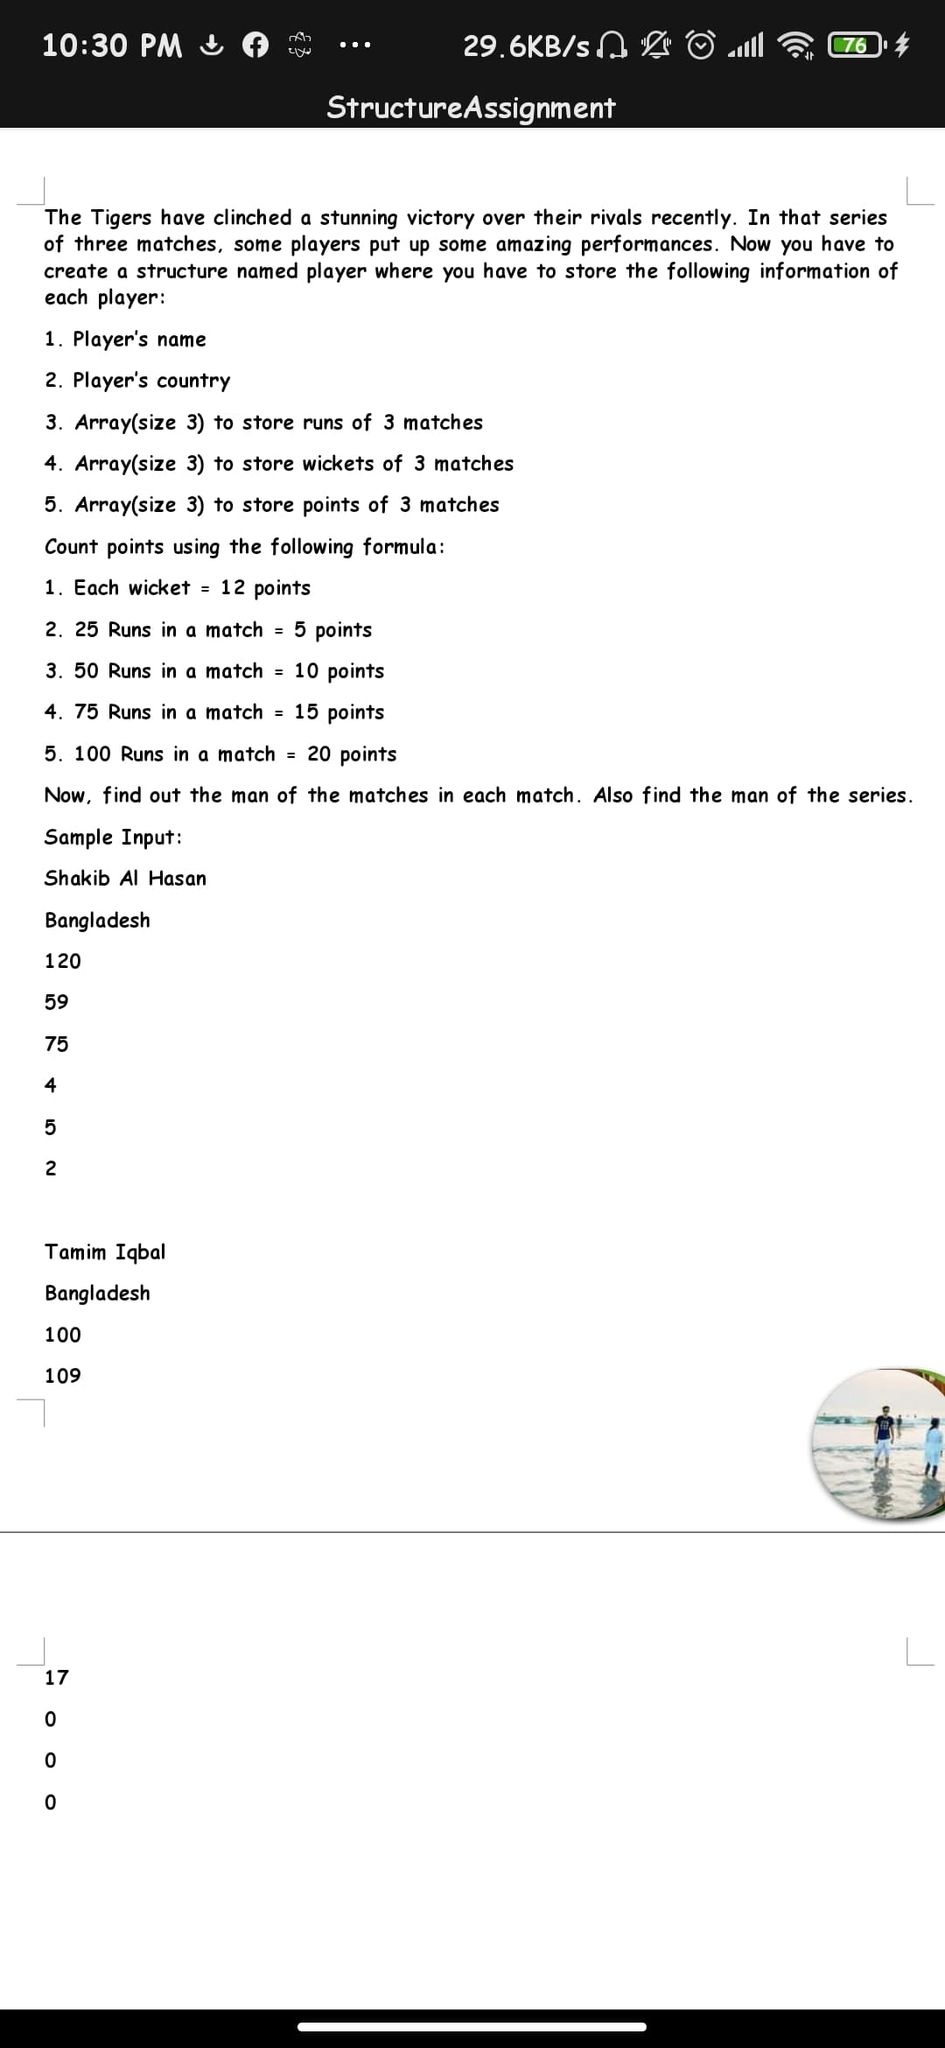 10:30 PM 29.6KB/s 76
StructureAssignment
The Tigers have clinched a stunning victory over their rivals recently. In that series
of three matches, some players put up some amazing performances. Now you have to
create a structure named player where you have to store the following information of
each player:
1. Player's name
2. Player's country
3. Array(size 3) to store runs of 3 matches
4. Array(size 3) to store wickets of 3 matches
5. Array(size 3) to store points of 3 matches
Count points using the following formula:
1. Each wicket = 12 points
2. 25 Runs in a match = 5 points
3. 50 Runs in a match = 10 points
4. 75 Runs in a match = 15 points
5. 100 Runs in a match = 20 points
Now, find out the man of the matches in each match. Also find the man of the series.
Sample Input:
Shakib Al Hasan
Bangladesh
120
59
75
4
5
2
Tamim Iqbal
Bangladesh
100
109
17
0
0
0